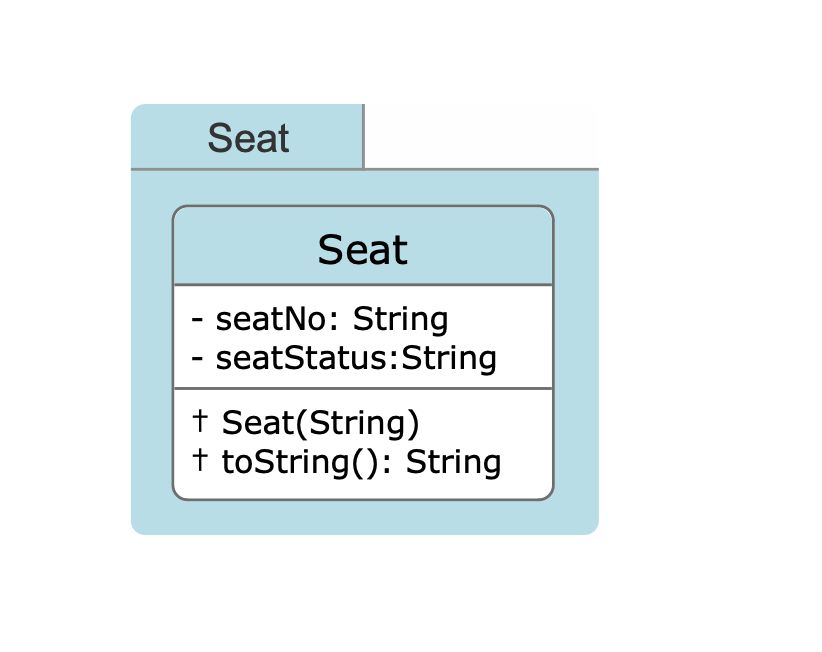 Seat
Seat
- seatNo: String
- seatStatus:String
† Seat(String)
† toString(): String